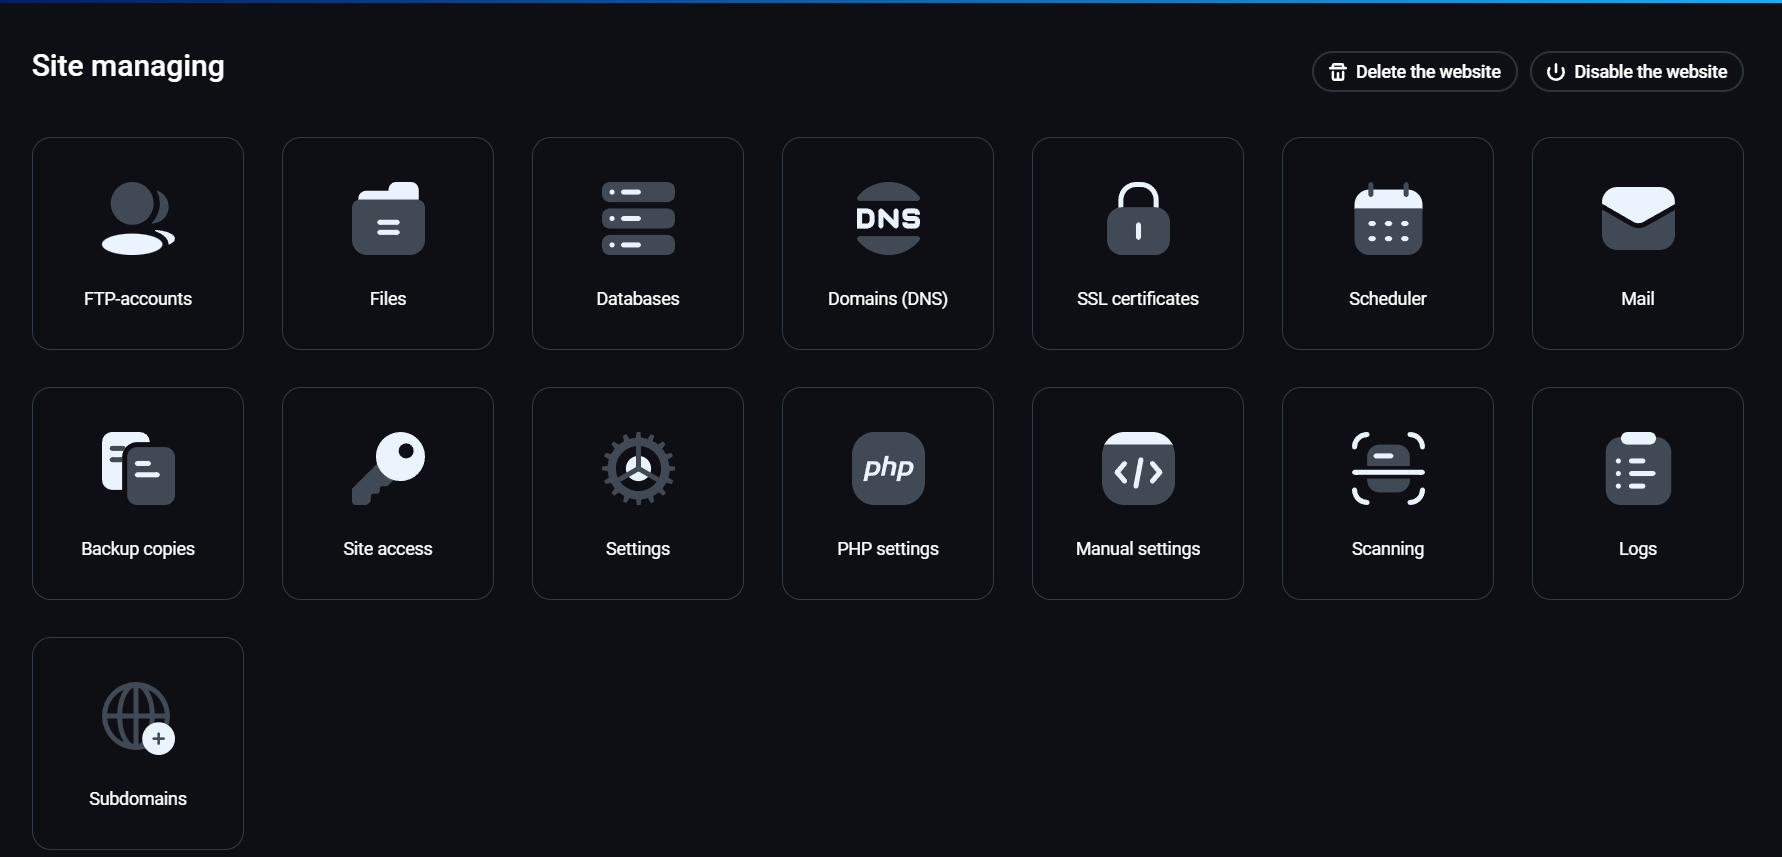 Site managing
Delete the website
Disable the website
FTP-accounts
Files
DNS
Databases
Domains (DNS)
SSL certificates
Scheduler
Mail
php
Backup copies
Site access
Settings
PHP settings
Manual settings
Scanning
Logs
Subdomains